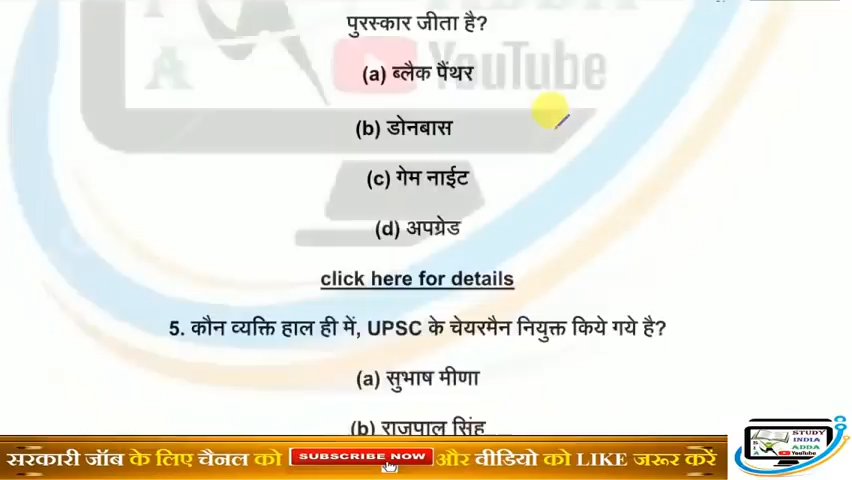 पुरस्कार जीता है?
A
YouTube
(a) ब्लैक पैंथर
(b) डोनबास
(c) गेम नाईट
(d) अपग्रेड
click here for details
5. कौन व्यक्ति हाल ही में, UPSC के चेयरमैन नियुक्त किये गये है?
(a) सुभाष मीणा
(b) राजपाल सिंह
सरकारी जॉब के लिए चैनल को SUBSCRIBE NOW और वीडियो को LIKE जरूर करें
STUDY
INDIA
ADDA
YouTube